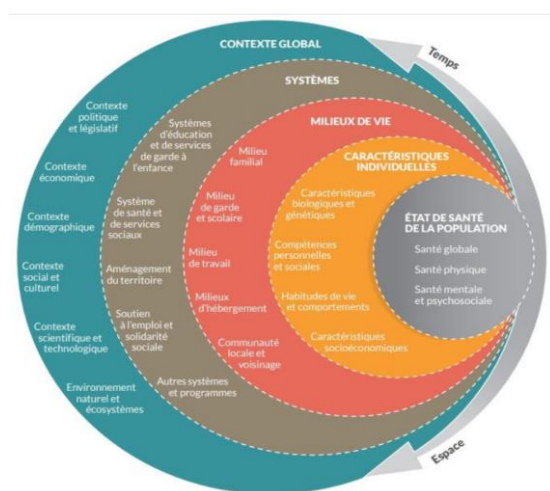 CONTEXTE GLOBAL
Contexte
politique
et législatif
Contexte
économique
Contexte
démographique
Contexte
social et
culturel
Contexte
scientifique et
technologique
Environnement
naturel et
écosystèmes
SYSTÈMES
Systèmes
d'éducation
et de services
de garde à
l'enfance
Système
de santé et
de services
sociaux
Aménagement
du territoire
Soutien
à l'emploi et
solidarité
sociale
Autres systèmes
et programmes
MILIEUX DE VIE
Milieu
familial
Milieu
de garde
et scolaire
Milieu
de travail
Milieux
d'hébergement
Communauté
locale et
voisinage
CARACTÉRISTIQUES
INDIVIDUELLES
Caractéristiques
biologiques et
génétiques
Compétences
personnelles
et sociales
Habitudes de vie
et comportements
Caractéristiques
socioéconomiques
ÉTAT DE SANTÉ
DE LA POPULATION
Santé globale
Santé physique
Santé mentale
et psychosociale
Temps
Espace